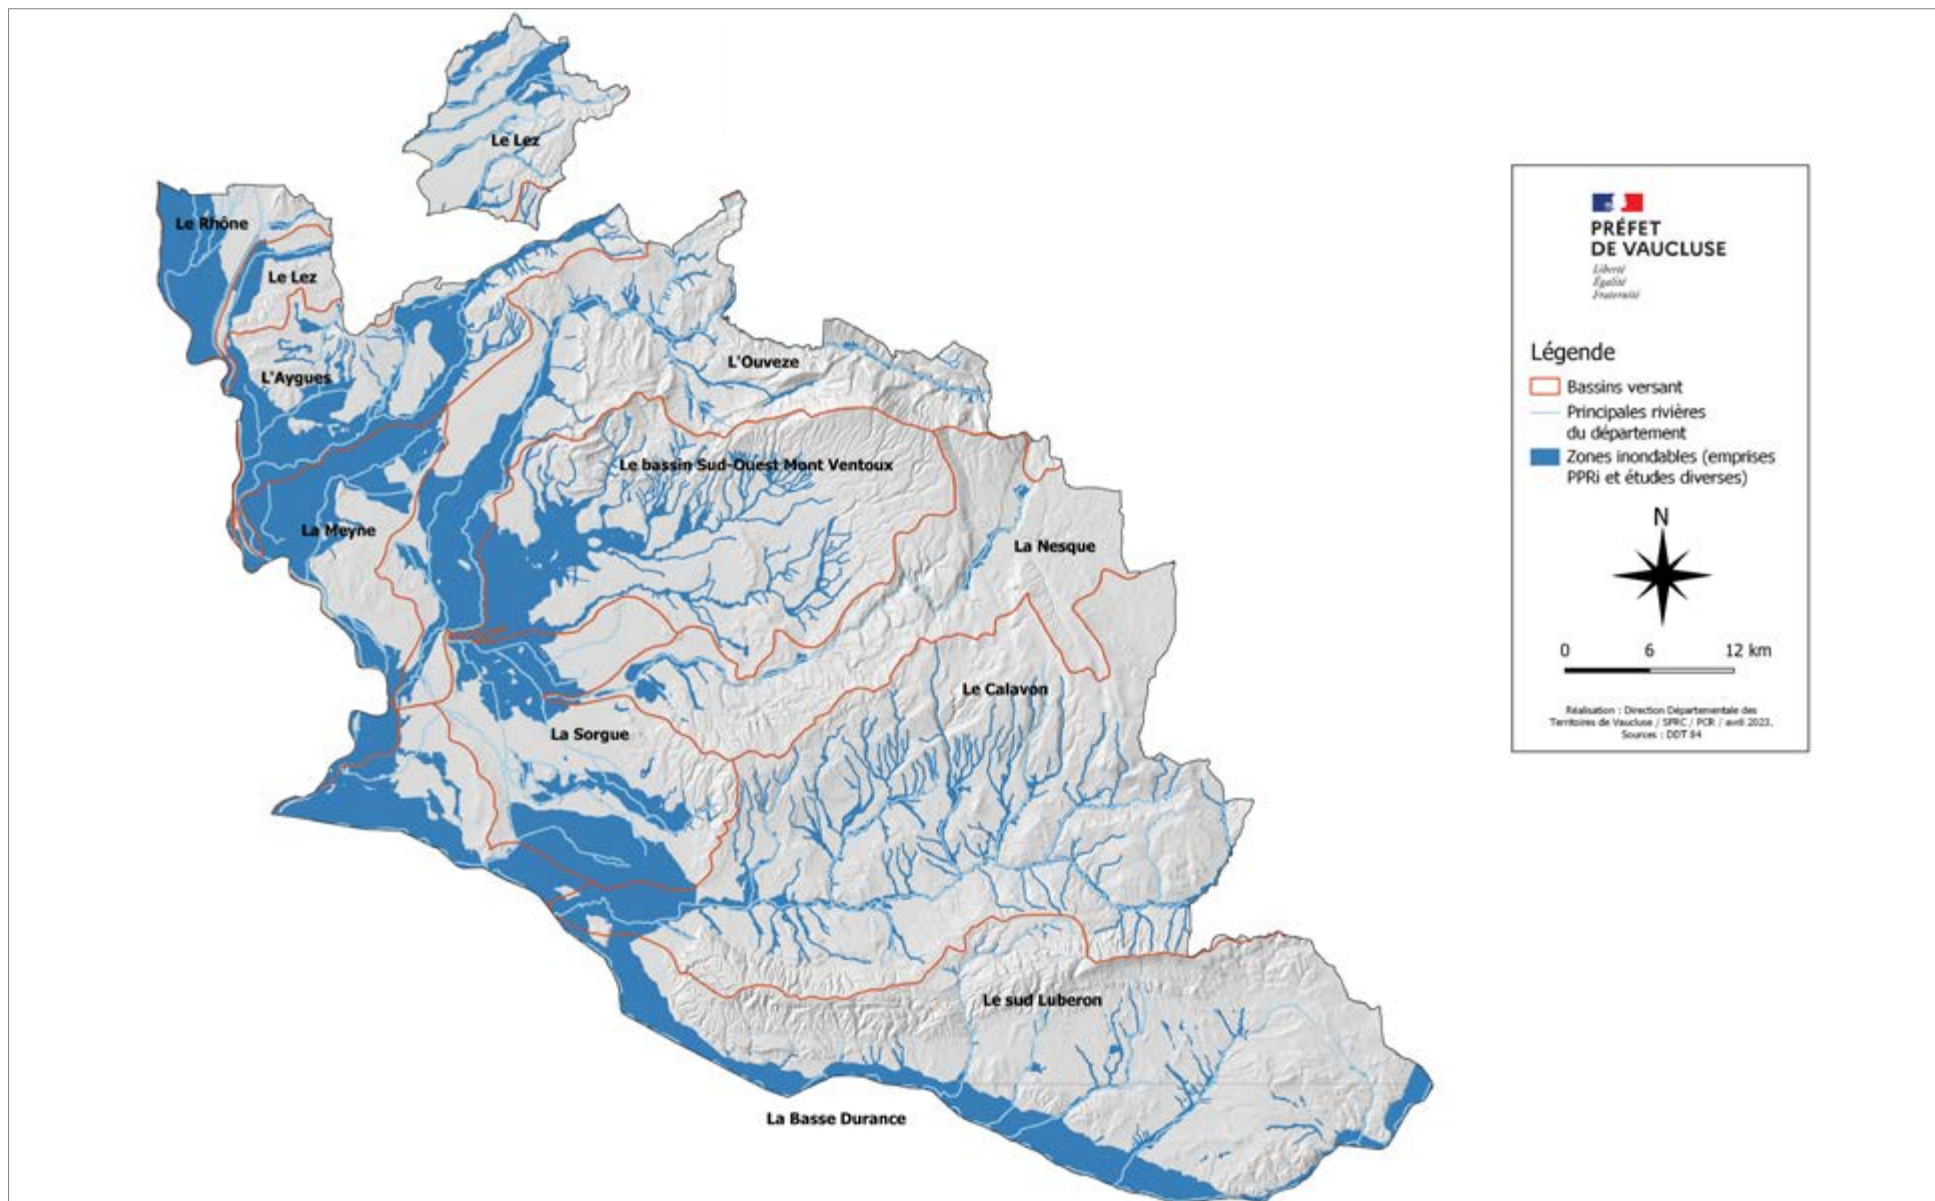 Le Lez
Le Rhône
Le Lez
L'Ouveze
L'Aygues
Le bassin Sud-Ouest Mont Ventoux
La Meyne
La Nesque
Le Calavon
La Sorgue
Le sud Luberon
La Basse Durance
PRÉFET
DE VAUCLUSE
Liberté
Égalité
Fraternité
Légende
Bassins versant
Principales rivières
du département
Zones inondables (emprises
PPRi et études diverses)
N
0 6 12 km
Réalisation : Direction Départementale des
Territoires de Vaucluse / SPRC / PCR / avril 2023.
Sources : DDT 84